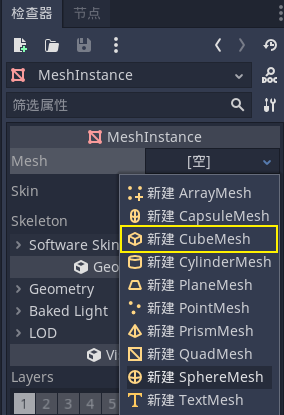 检查器 节点
MeshInstance
DOC
筛选属性
MeshInstance
Mesh [空]
Skin
Skeleton
Software Skin
Geo
Geometry
Baked Light
LOD
Vi
Layers
1 2 3 4 5
新建 ArrayMesh
新建 CapsuleMesh
新建 CubeMesh
新建 CylinderMesh
新建 PlaneMesh
新建 PointMesh
新建 PrismMesh
新建 QuadMesh
新建 SphereMesh
新建 TextMesh